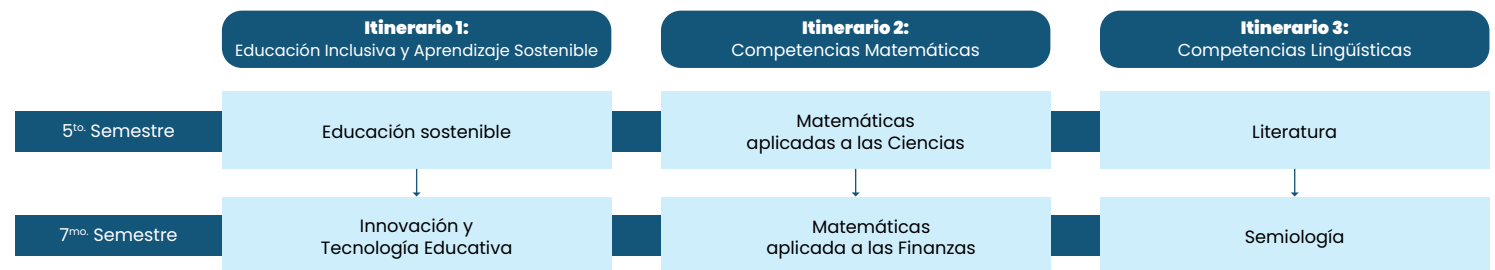 Itinerario 1:
Educación Inclusiva y Aprendizaje Sostenible
Itinerario 2:
Competencias Matemáticas
Itinerario 3:
Competencias Lingüísticas
5to. Semestre
Educación sostenible
Matemáticas
aplicadas a las Ciencias
Literatura
7mo. Semestre
Innovación y
Tecnología Educativa
Matemáticas
aplicada a las Finanzas
Semiología